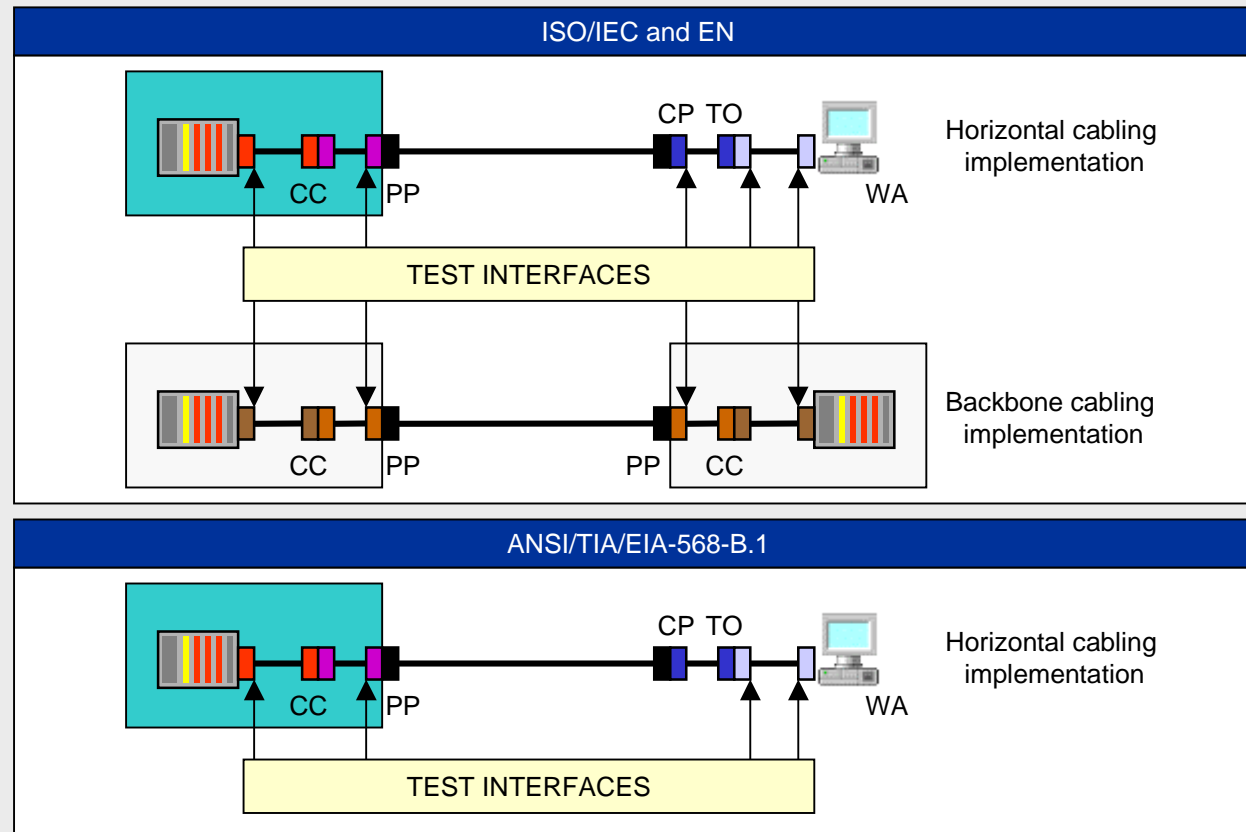 ISO/IEC and EN
CP TO
Horizontal cabling
implementation
CC PP WA
TEST INTERFACES
Backbone cabling
implementation
CC PP PP CC
ANSI/TIA/EIA-568-B.1
CP TO
Horizontal cabling
implementation
CC PP WA
TEST INTERFACES